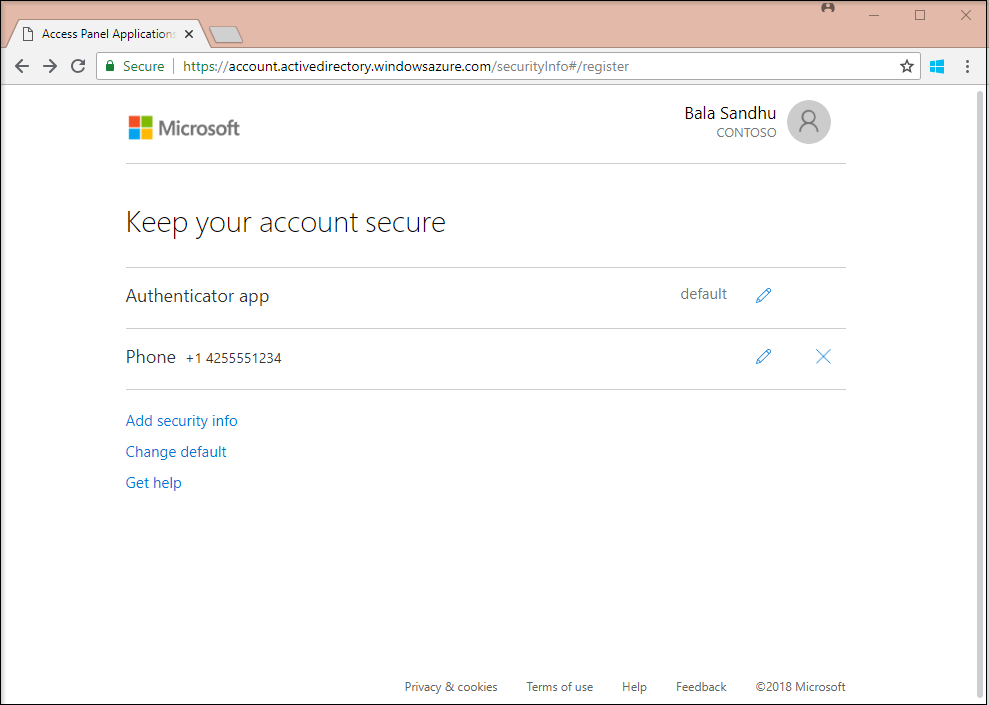 Access Panel Applications
Secure https://account.activedirectory.windowsazure.com/securityInfo#/register
Microsoft
Bala Sandhu
CONTOSO
Keep your account secure
Authenticator app default
Phone +1 4255551234
Add security info
Change default
Get help
Privacy & cookies Terms of use Help Feedback ©2018 Microsoft